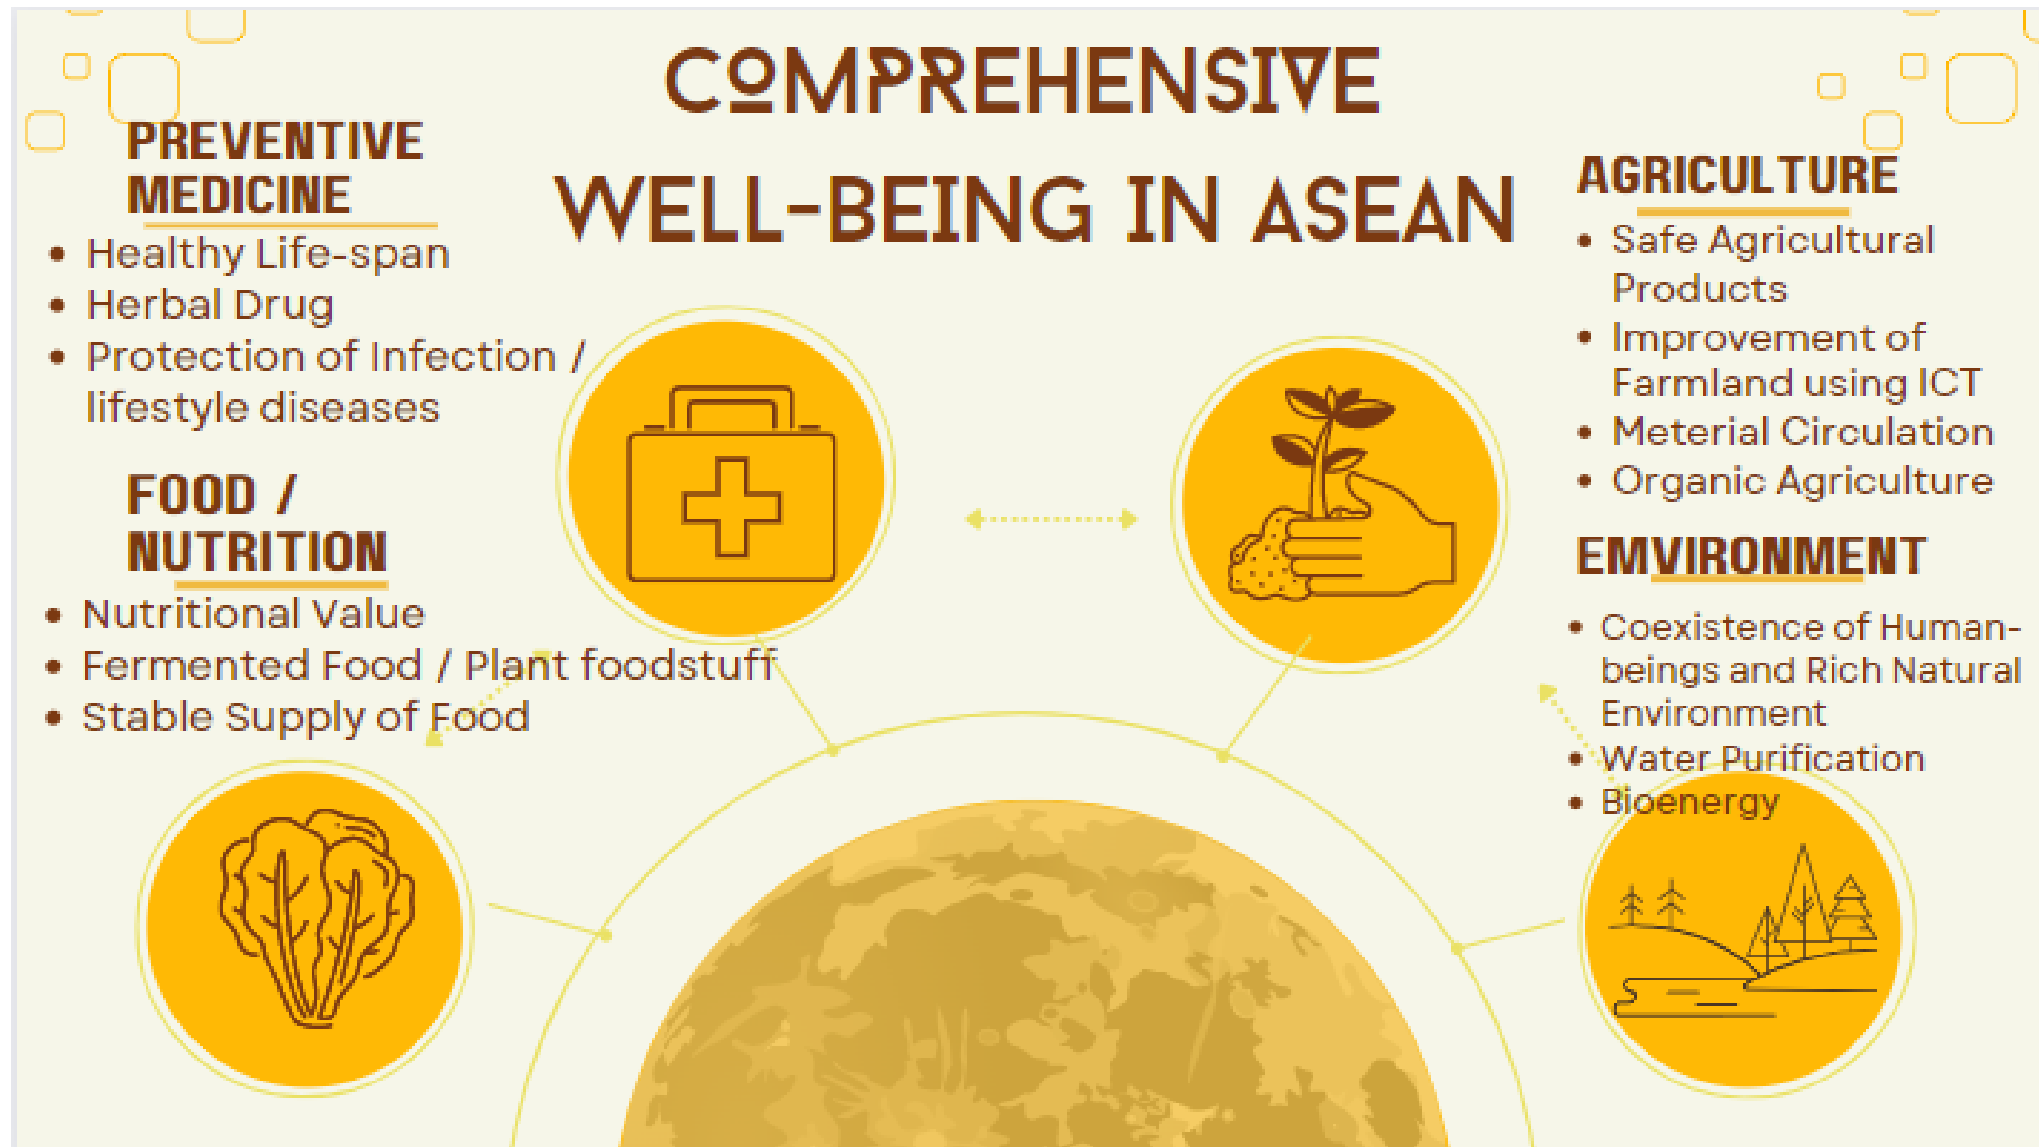 COMPREHENSIVE
WELL-BEING IN ASEAN
PREVENTIVE
MEDICINE
• Healthy Life-span
• Herbal Drug
• Protection of Infection /
lifestyle diseases
FOOD /
NUTRITION
• Nutritional Value
• Fermented Food / Plant foodstuff
• Stable Supply of Food
AGRICULTURE
• Safe Agricultural
Products
• Improvement of
Farmland using ICT
• Meterial Circulation
• Organic Agriculture
EMVIRONMENT
• Coexistence of Human-
beings and Rich Natural
Environment
• Water Purification
• Bioenergy